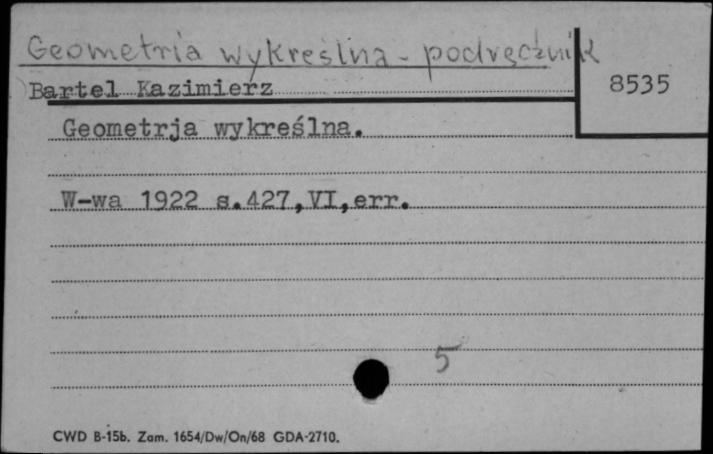 Geometria wykreślna - podręcznik
8535
Bartel Kazimierz
Geometrja wykreślna.
W-wa 1922 s.427,VI,err.
5
CWD B-15b. Zam. 1654/Dw/On/68 GDA-2710.